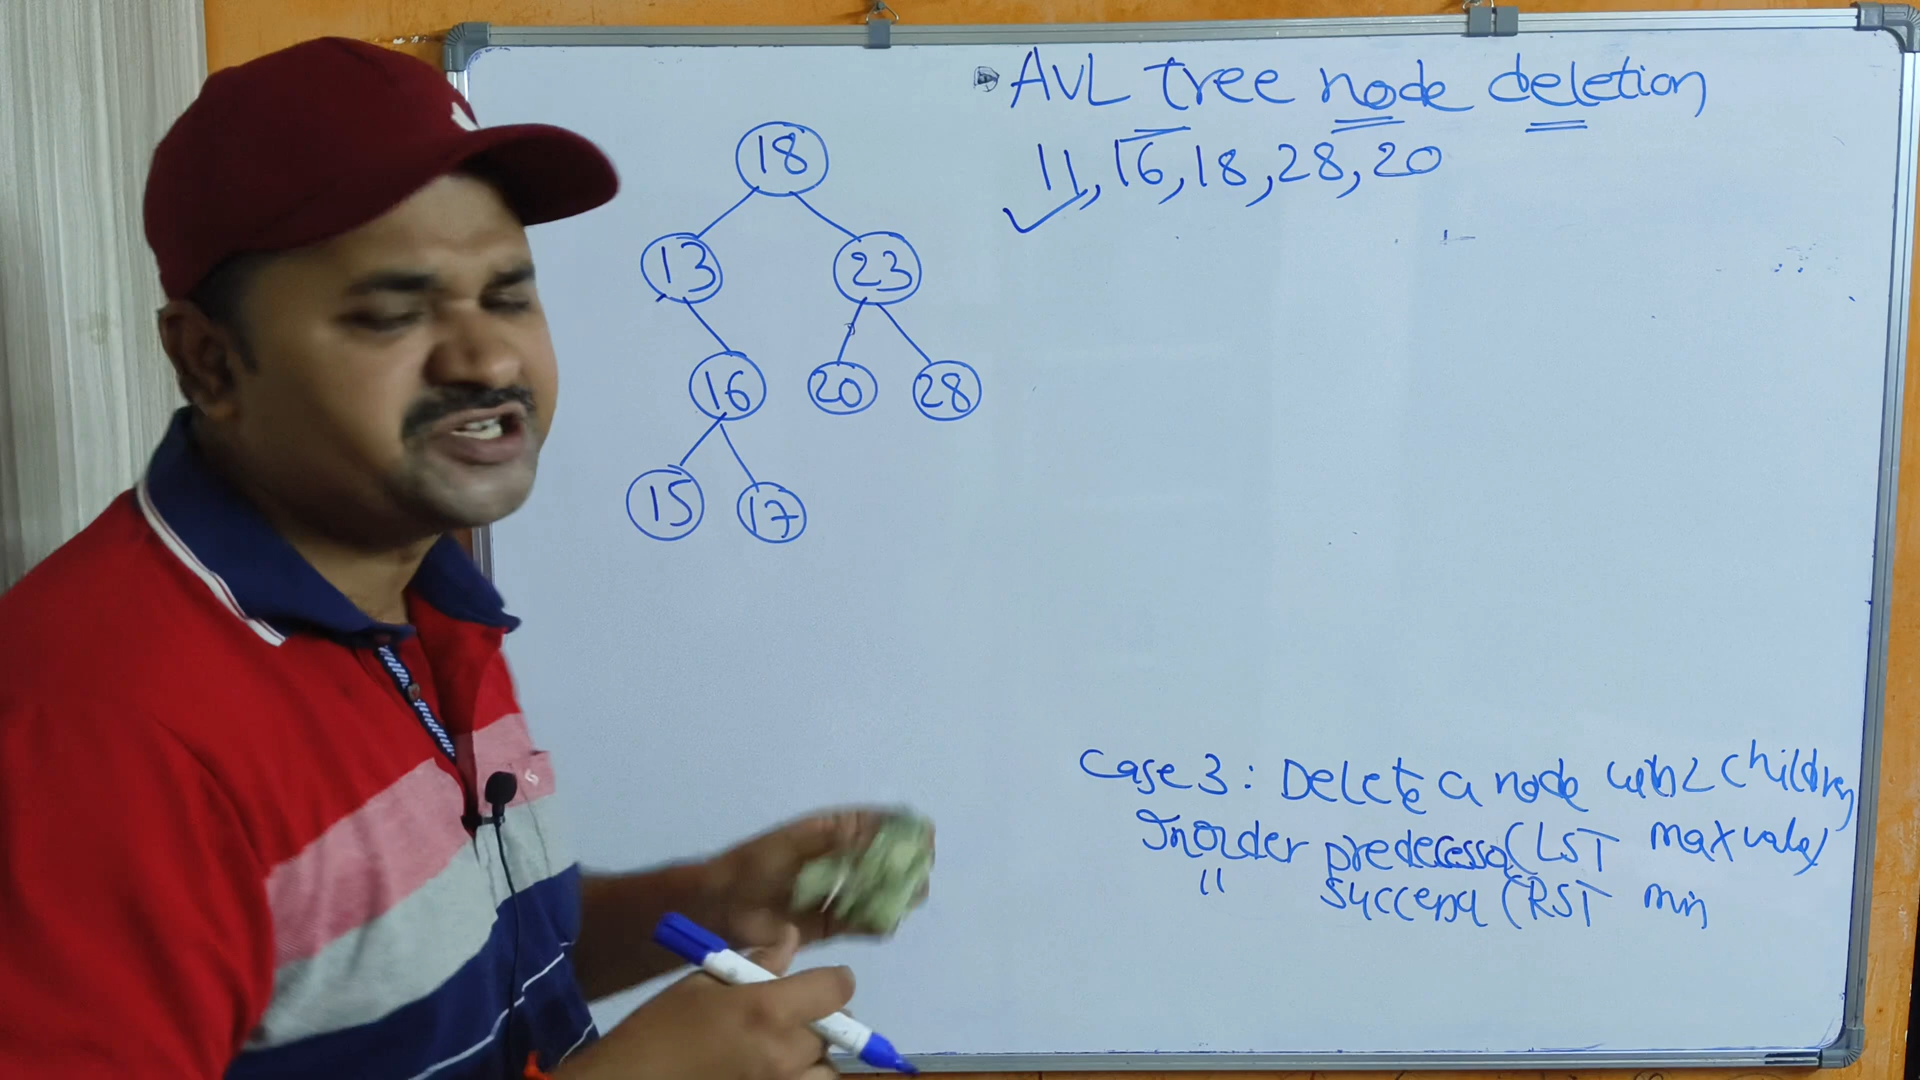 AVL tree node deletion
11, 16, 18, 28, 20
18
13 23
16 20 28
15 17
Case 3: Delete a node with 2 children
Inorder predecessor (LST max value)
" successor (RST min